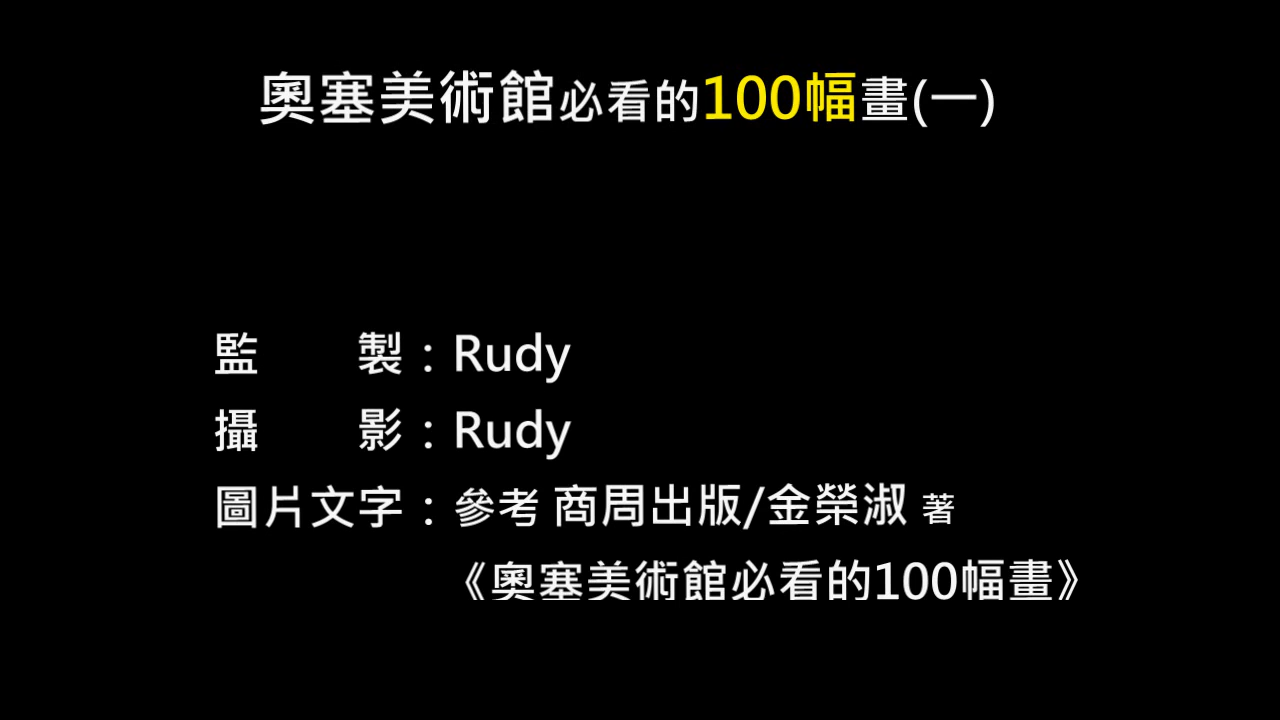 奧塞美術館必看的100幅畫(一)
監　　製：Rudy
攝　　影：Rudy
圖片文字：參考 商周出版/金榮淑 著
《奧塞美術館必看的100幅畫》